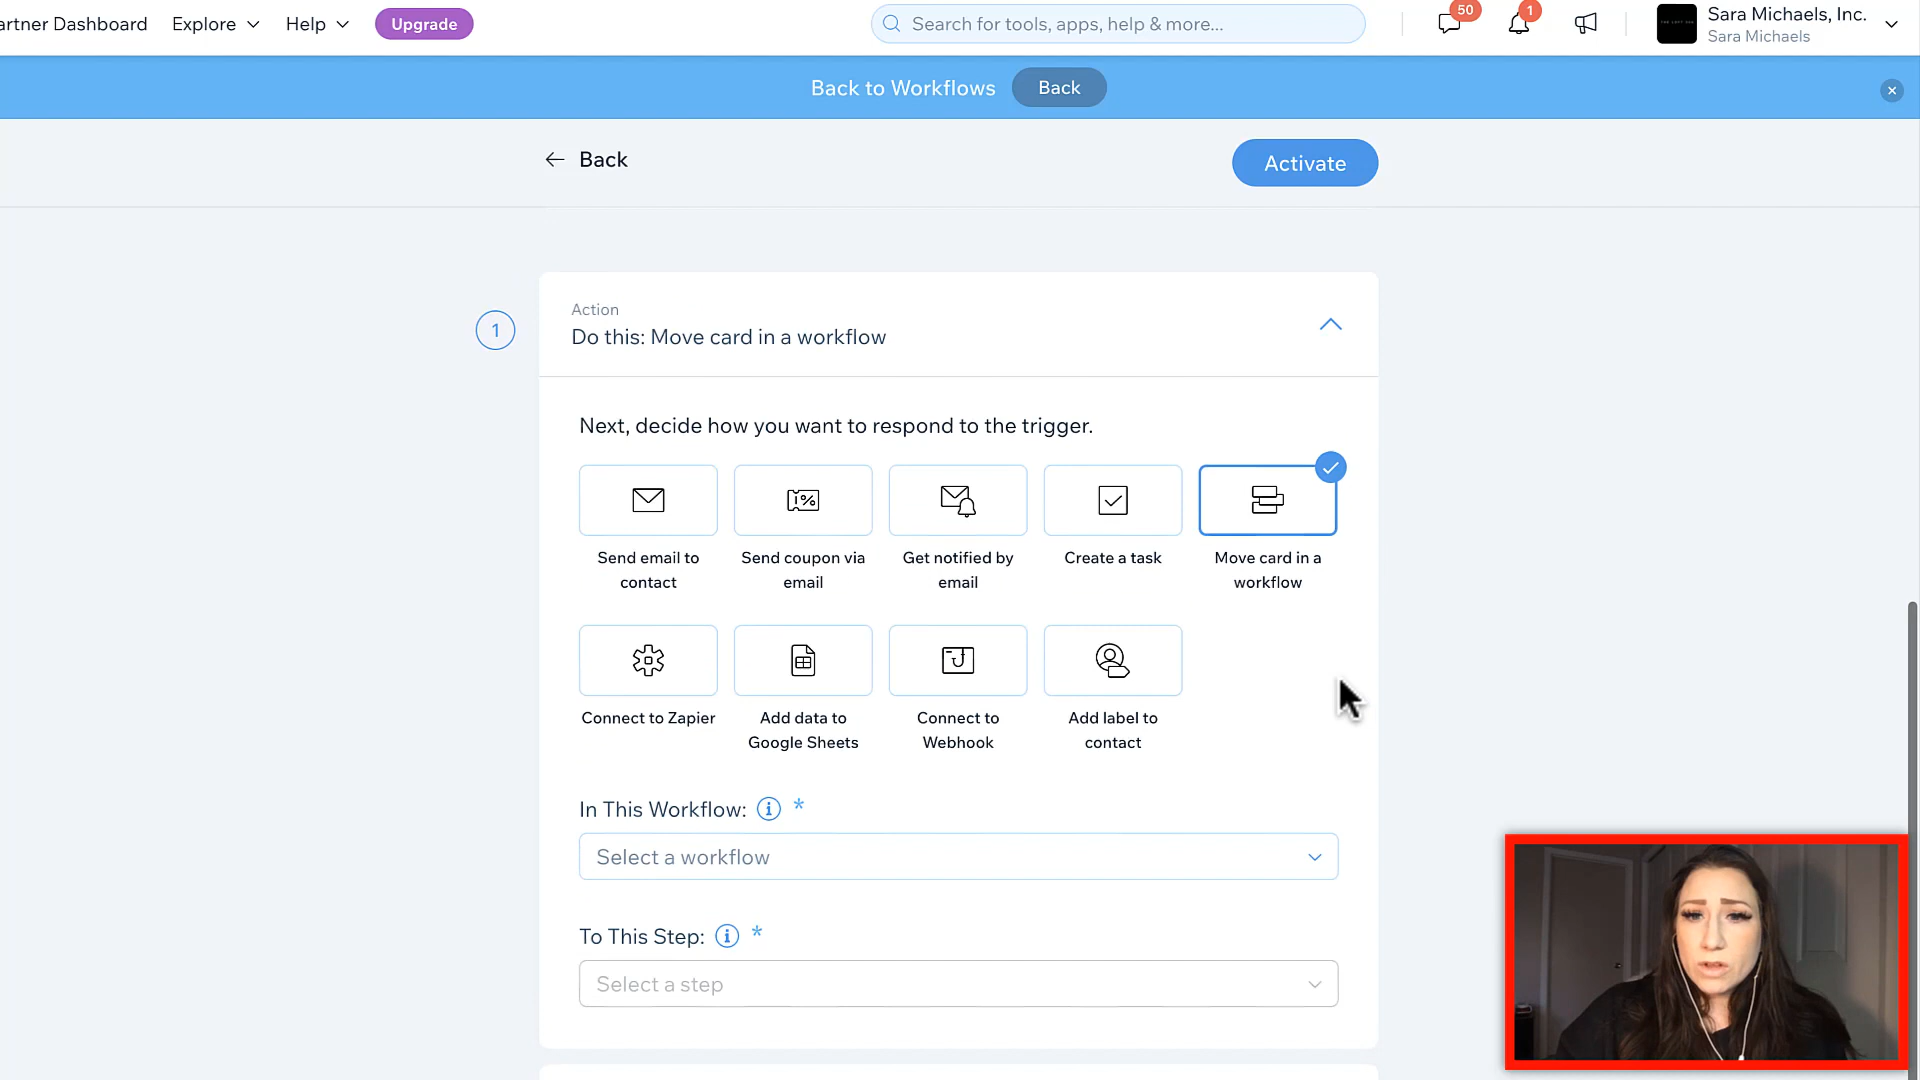 artner Dashboard Explore Help Upgrade Search for tools, apps, help & more... 50 1 Sara Michaels, Inc.
Sara Michaels
Back to Workflows Back
Back Activate
Action
1 Do this: Move card in a workflow
Next, decide how you want to respond to the trigger.
Send email to contact
Send coupon via email
Get notified by email
Create a task
Move card in a workflow
Connect to Zapier
Add data to Google Sheets
Connect to Webhook
Add label to contact
In This Workflow: *
Select a workflow
To This Step: *
Select a step